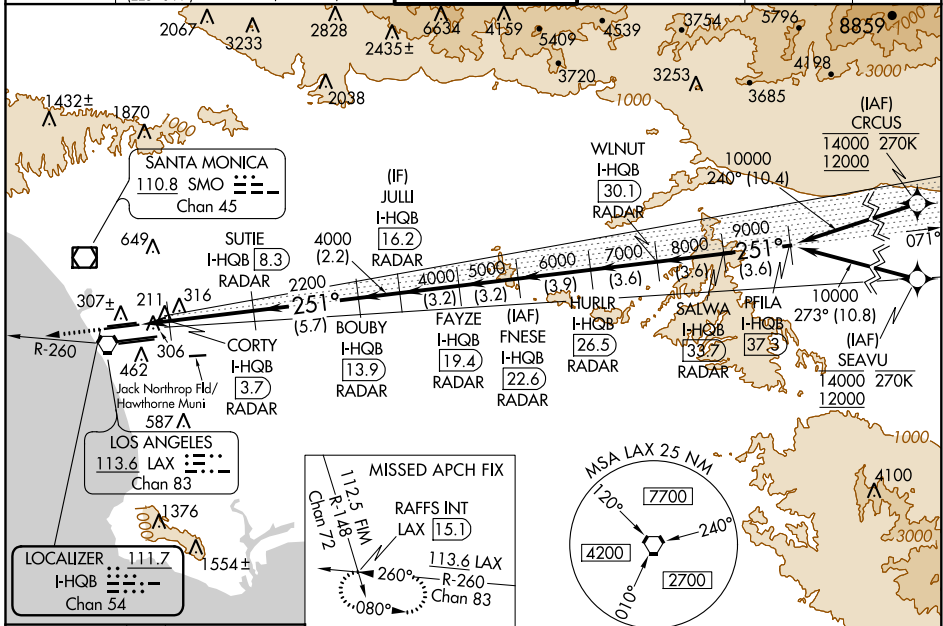 2067
3233
2828
2435±
6634
4159
5409
4539
3720
3754
5796
8859
7000
4198
3000
3253
3685
2038
1000
1432±
1870
SANTA MONICA
110.8 SMO
Chan 45
(IAF)
CRCUS
14000 270K
12000
WLNUT
I-HQB
30.1
RADAR
10000
240° (10.4)
(IF)
JULLI
I-HQB
16.2
RADAR
4000
(2.2)
649
SUTIE
I-HQB 8.3
RADAR
071°
9000
251°
(3.6)
8000
(3.6)
7000
(3.6)
6000
(3.9)
5000
(3.2)
4000
(3.2)
2200
251°
(5.7)
307±
211
316
306
462
R-260
CORTY
I-HQB
3.7
RADAR
BOUBY
I-HQB
13.9
RADAR
FAYZE
I-HQB
19.4
RADAR
(IAF)
FNESE
I-HQB
22.6
RADAR
HURLR
I-HQB
26.5
RADAR
SALWA
I-HQB
33.7
RADAR
PFILA
I-HQB
37.3
10000
273° (10.8)
(IAF)
SEAVU
14000 270K
12000
Jack Northrop Fld/
Hawthorne Muni
587
LOS ANGELES
113.6 LAX
Chan 83
1376
1554±
LOCALIZER 111.7
I-HQB
Chan 54
MISSED APCH FIX
112.5 FIM
R-148
Chan 72
RAFFS INT
LAX 15.1
113.6 LAX
R-260
Chan 83
260°
080°
MSA LAX 25 NM
120°
7700
240°
4200
2700
010°
1000
4100
3000